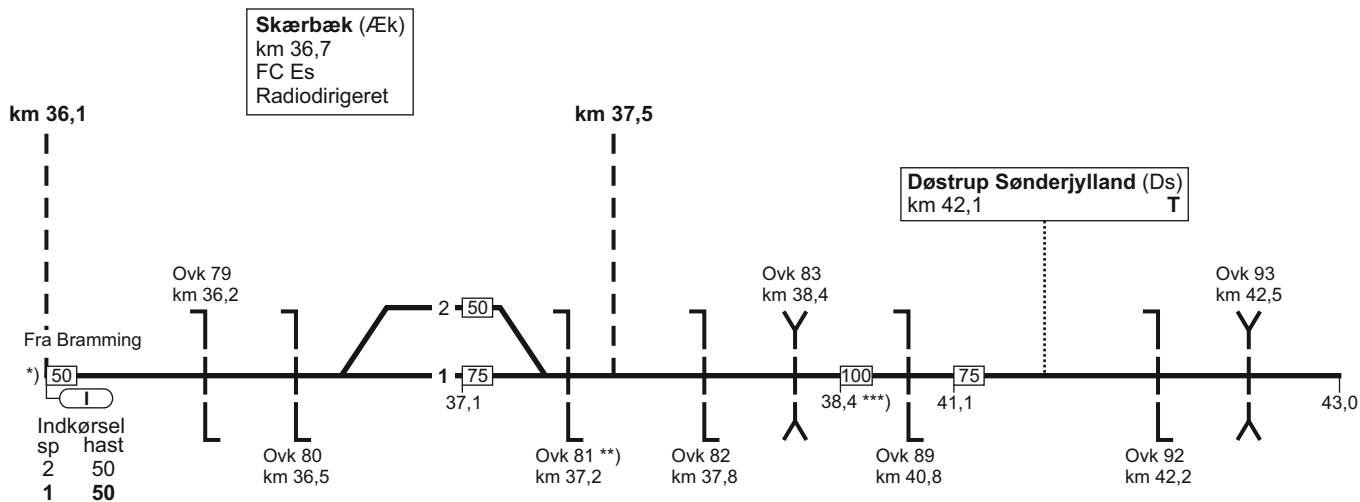 Skærbæk (Æk)
km 36,7
FC Es
Radiodirigeret
km 36,1
km 37,5
Døstrup Sønderjylland (Ds)
km 42,1 T
Ovk 79
km 36,2
Ovk 83
km 38,4
Ovk 93
km 42,5
Fra Bramming
2 50
*) 50
1 75
100
75
37,1
38,4 ***)
41,1
43,0
I
Indkørsel
sp hast
2 50
1 50
Ovk 80
km 36,5
Ovk 81 **)
km 37,2
Ovk 82
km 37,8
Ovk 89
km 40,8
Ovk 92
km 42,2